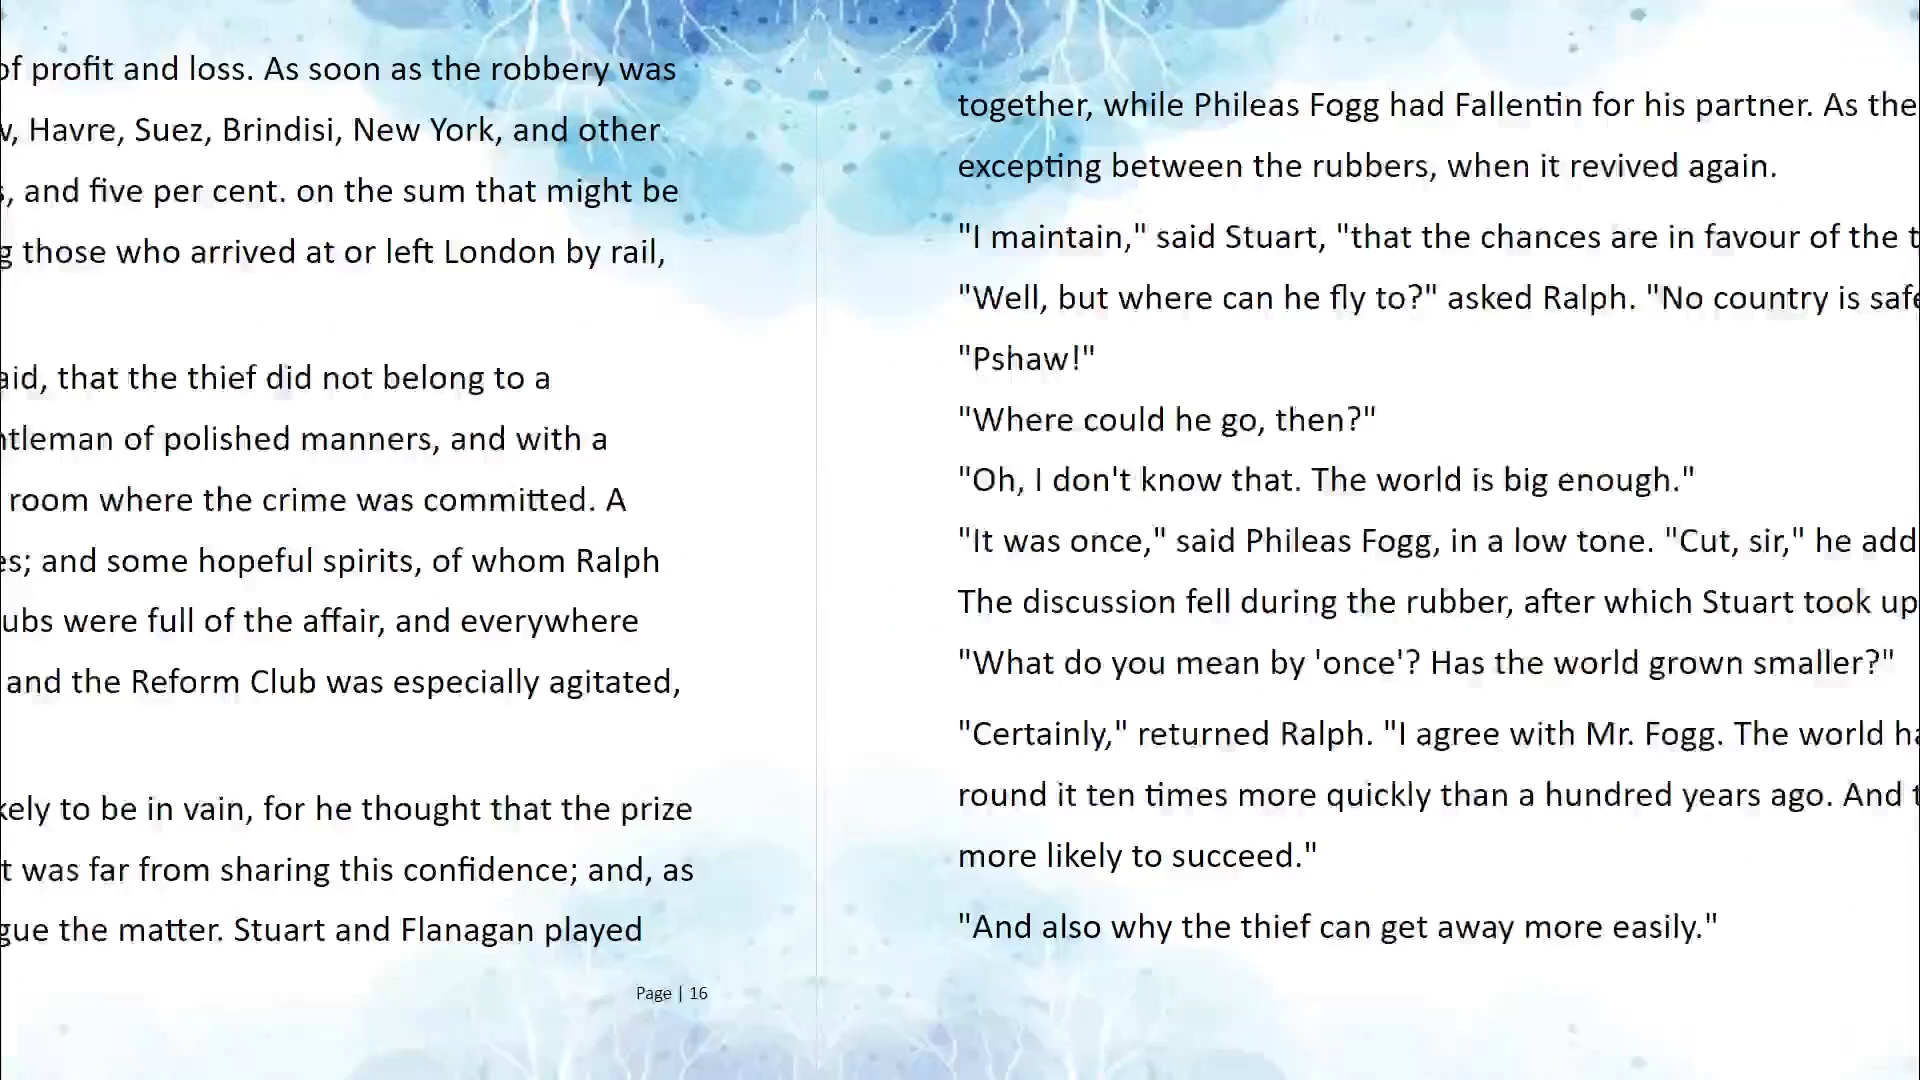 of profit and loss. As soon as the robbery was
Havre, Suez, Brindisi, New York, and other
and five per cent. on the sum that might be
those who arrived at or left London by rail,
that the thief did not belong to a
of polished manners, and with a
room where the crime was committed. A
and some hopeful spirits, of whom Ralph
were full of the affair, and everywhere
and the Reform Club was especially agitated,
to be in vain, for he thought that the prize
was far from sharing this confidence; and, as
the matter. Stuart and Flanagan played
Page | 16
together, while Phileas Fogg had Fallentin for his partner. As the
excepting between the rubbers, when it revived again.
"I maintain," said Stuart, "that the chances are in favour of the
"Well, but where can he fly to?" asked Ralph. "No country is
"Pshaw!"
"Where could he go, then?"
"Oh, I don't know that. The world is big enough."
"It was once," said Phileas Fogg, in a low tone. "Cut, sir," he
The discussion fell during the rubber, after which Stuart took up
"What do you mean by 'once'? Has the world grown smaller?"
"Certainly," returned Ralph. "I agree with Mr. Fogg. The world
round it ten times more quickly than a hundred years ago. And
more likely to succeed."
"And also why the thief can get away more easily."